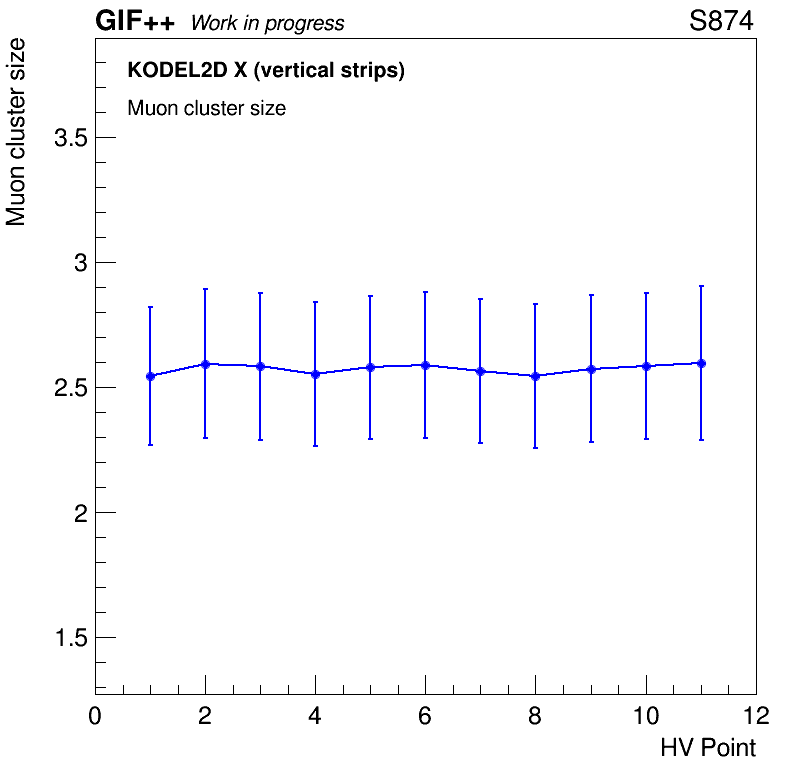 GIF++ Work in progress S874
Muon cluster size
KODEL2D X (vertical strips)
Muon cluster size
3.5
3
2.5
2
1.5
0 2 4 6 8 10 12
HV Point